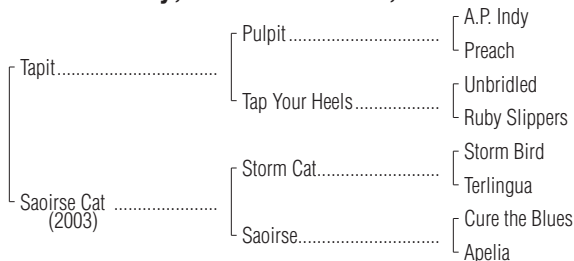 Tapit
Saoirse Cat
(2003)
Pulpit
Tap Your Heels
Storm Cat
Saoirse
A.P. Indy
Preach
Unbridled
Ruby Slippers
Storm Bird
Terlingua
Cure the Blues
Apelia